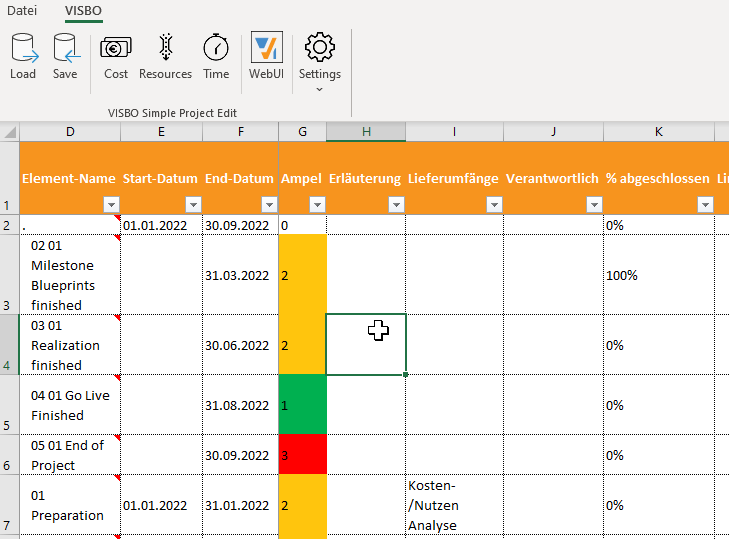 Datei VISBO
Load Save Cost Resources Time WebUI Settings
VISBO Simple Project Edit
D E F G H I J K
1 Element-Name Start-Datum End-Datum Ampel Erläuterung Lieferumfänge Verantwortlich % abgeschlossen
2 . 01.01.2022 30.09.2022 0 0%
02 01
Milestone
Blueprints 31.03.2022 2 100%
3 finished
03 01
Realization 30.06.2022 2 0%
4 finished
04 01 Go Live
Finished 31.08.2022 1 0%
5
05 01 End of
6 Project 30.09.2022 3 0%
01
Preparation 01.01.2022 31.01.2022 2 Kosten-
/Nutzen 0%
7 Analyse